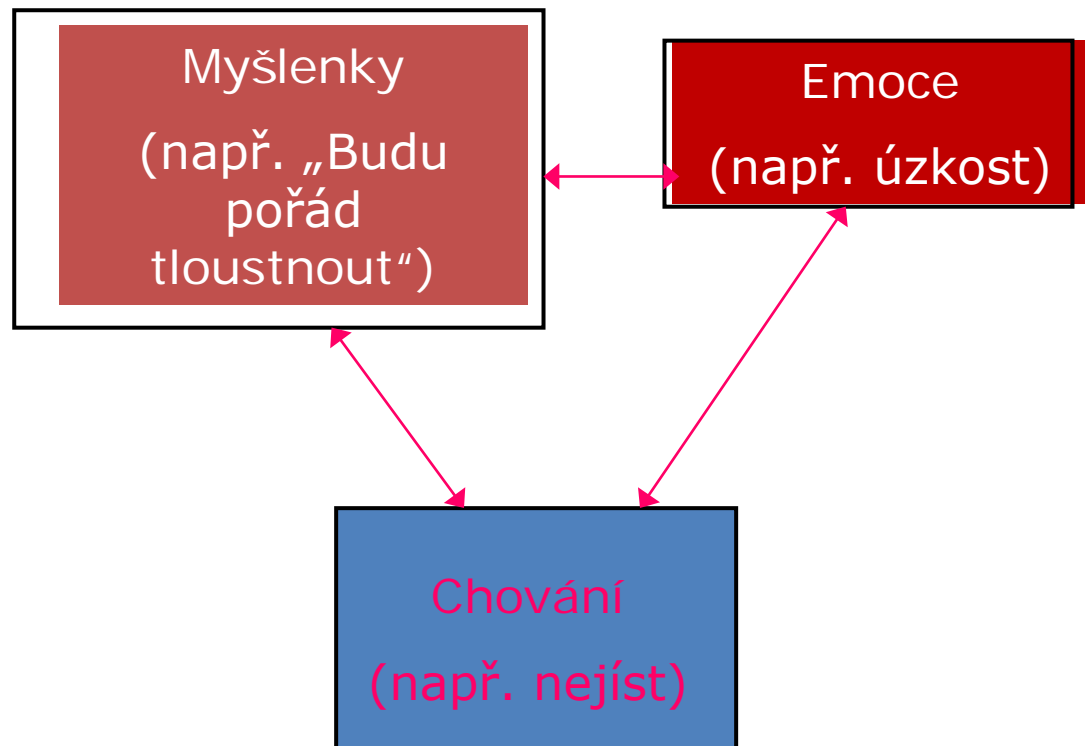 Myšlenky
(např. „Budu
pořád
tloustnout“)
Emoce
(např. úzkost)
Chování
(např. nejíst)